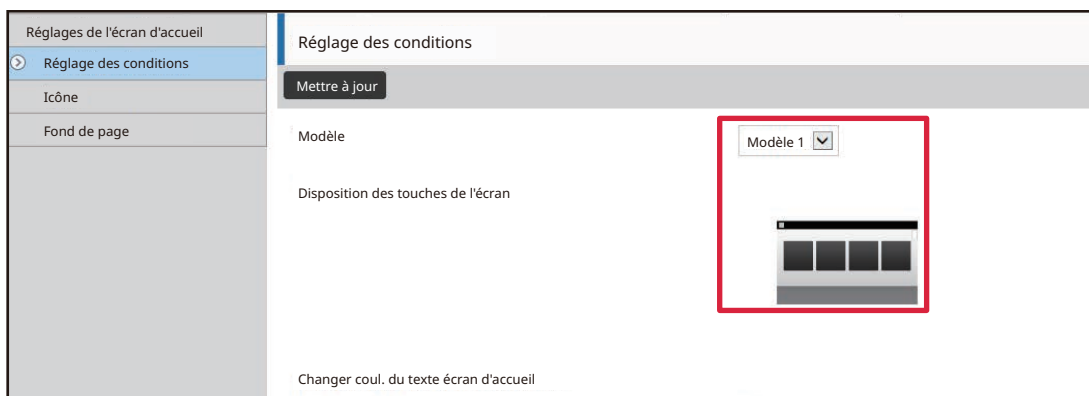 Réglages de l'écran d'accueil
Réglage des conditions
Icône
Fond de page
Réglage des conditions
Mettre à jour
Modèle
Modèle 1
Disposition des touches de l'écran
Changer coul. du texte écran d'accueil